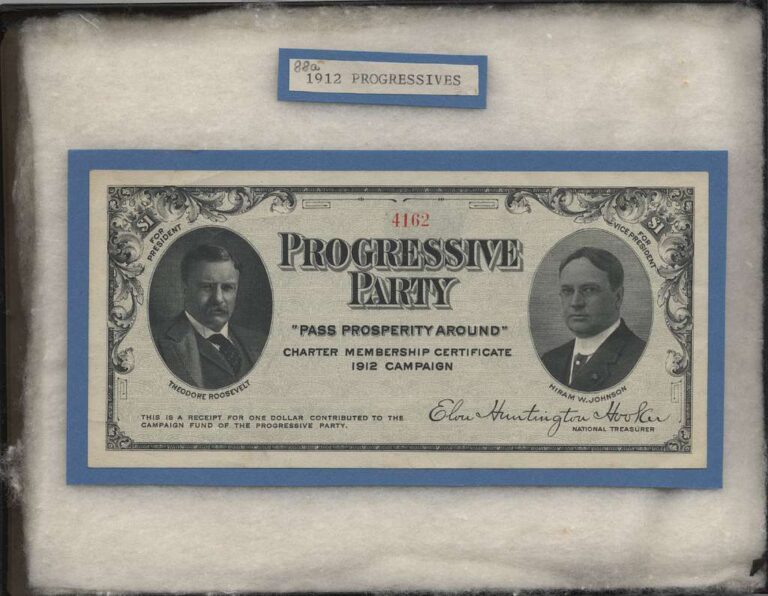 88a
1912 PROGRESSIVES
4162
$1
$1
FOR PRESIDENT
FOR VICE PRESIDENT
PROGRESSIVE
PARTY
"PASS PROSPERITY AROUND"
CHARTER MEMBERSHIP CERTIFICATE
1912 CAMPAIGN
THEODORE ROOSEVELT
HIRAM W. JOHNSON
THIS IS A RECEIPT FOR ONE DOLLAR CONTRIBUTED TO THE
CAMPAIGN FUND OF THE PROGRESSIVE PARTY.
Elon Huntington Hooker
NATIONAL TREASURER